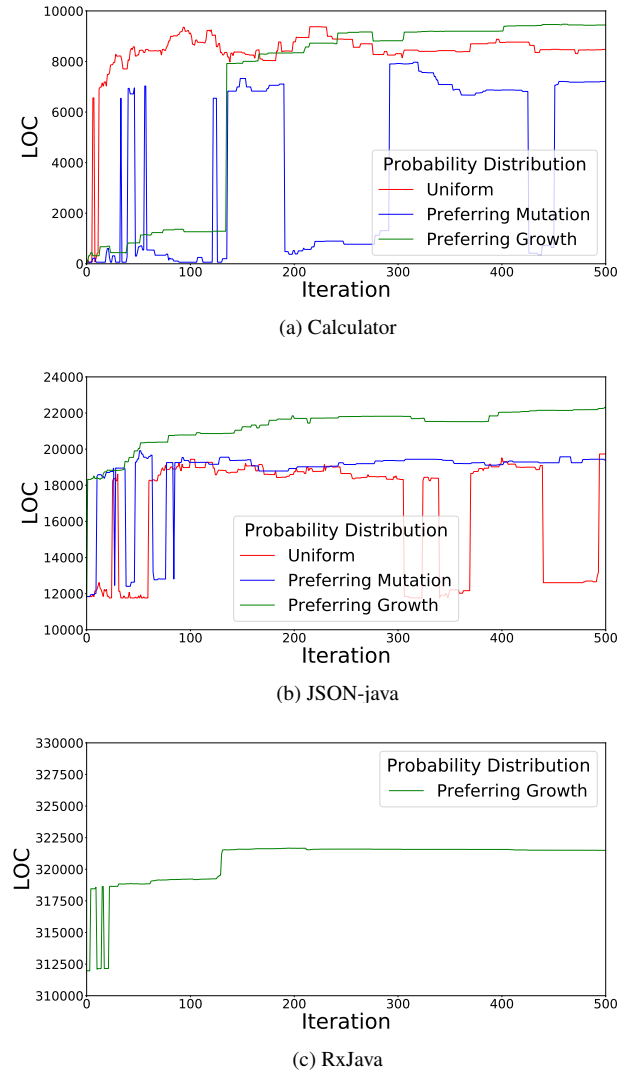 10000
8000
6000
4000
2000
0
LOC
Probability Distribution
Uniform
Preferring Mutation
Preferring Growth
0 100 200 300 400 500
Iteration
(a) Calculator
24000
22000
20000
18000
16000
14000
12000
10000
LOC
Probability Distribution
Uniform
Preferring Mutation
Preferring Growth
0 100 200 300 400 500
Iteration
(b) JSON-java
330000
327500
325000
322500
320000
317500
315000
312500
310000
LOC
Probability Distribution
Preferring Growth
0 100 200 300 400 500
Iteration
(c) RxJava